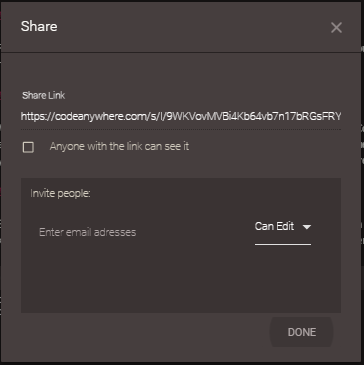 Share
Share Link
https://codeanywhere.com/s/l/9WKVovMVBi4Kb64vb7n17bRGsFRY
Anyone with the link can see it
Invite people:
Enter email adresses
Can Edit
DONE